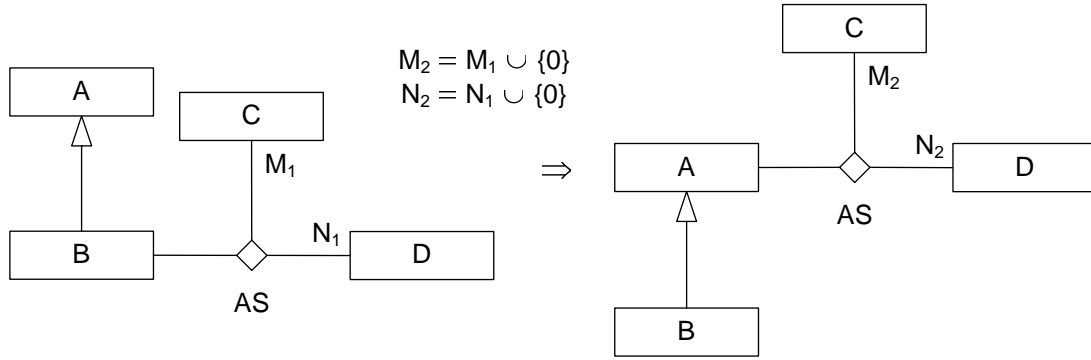 A
C
M₁
B
N₁
D
AS
M₂ = M₁ ∪ {0}
N₂ = N₁ ∪ {0}
⇒
C
M₂
A
N₂
D
AS
B